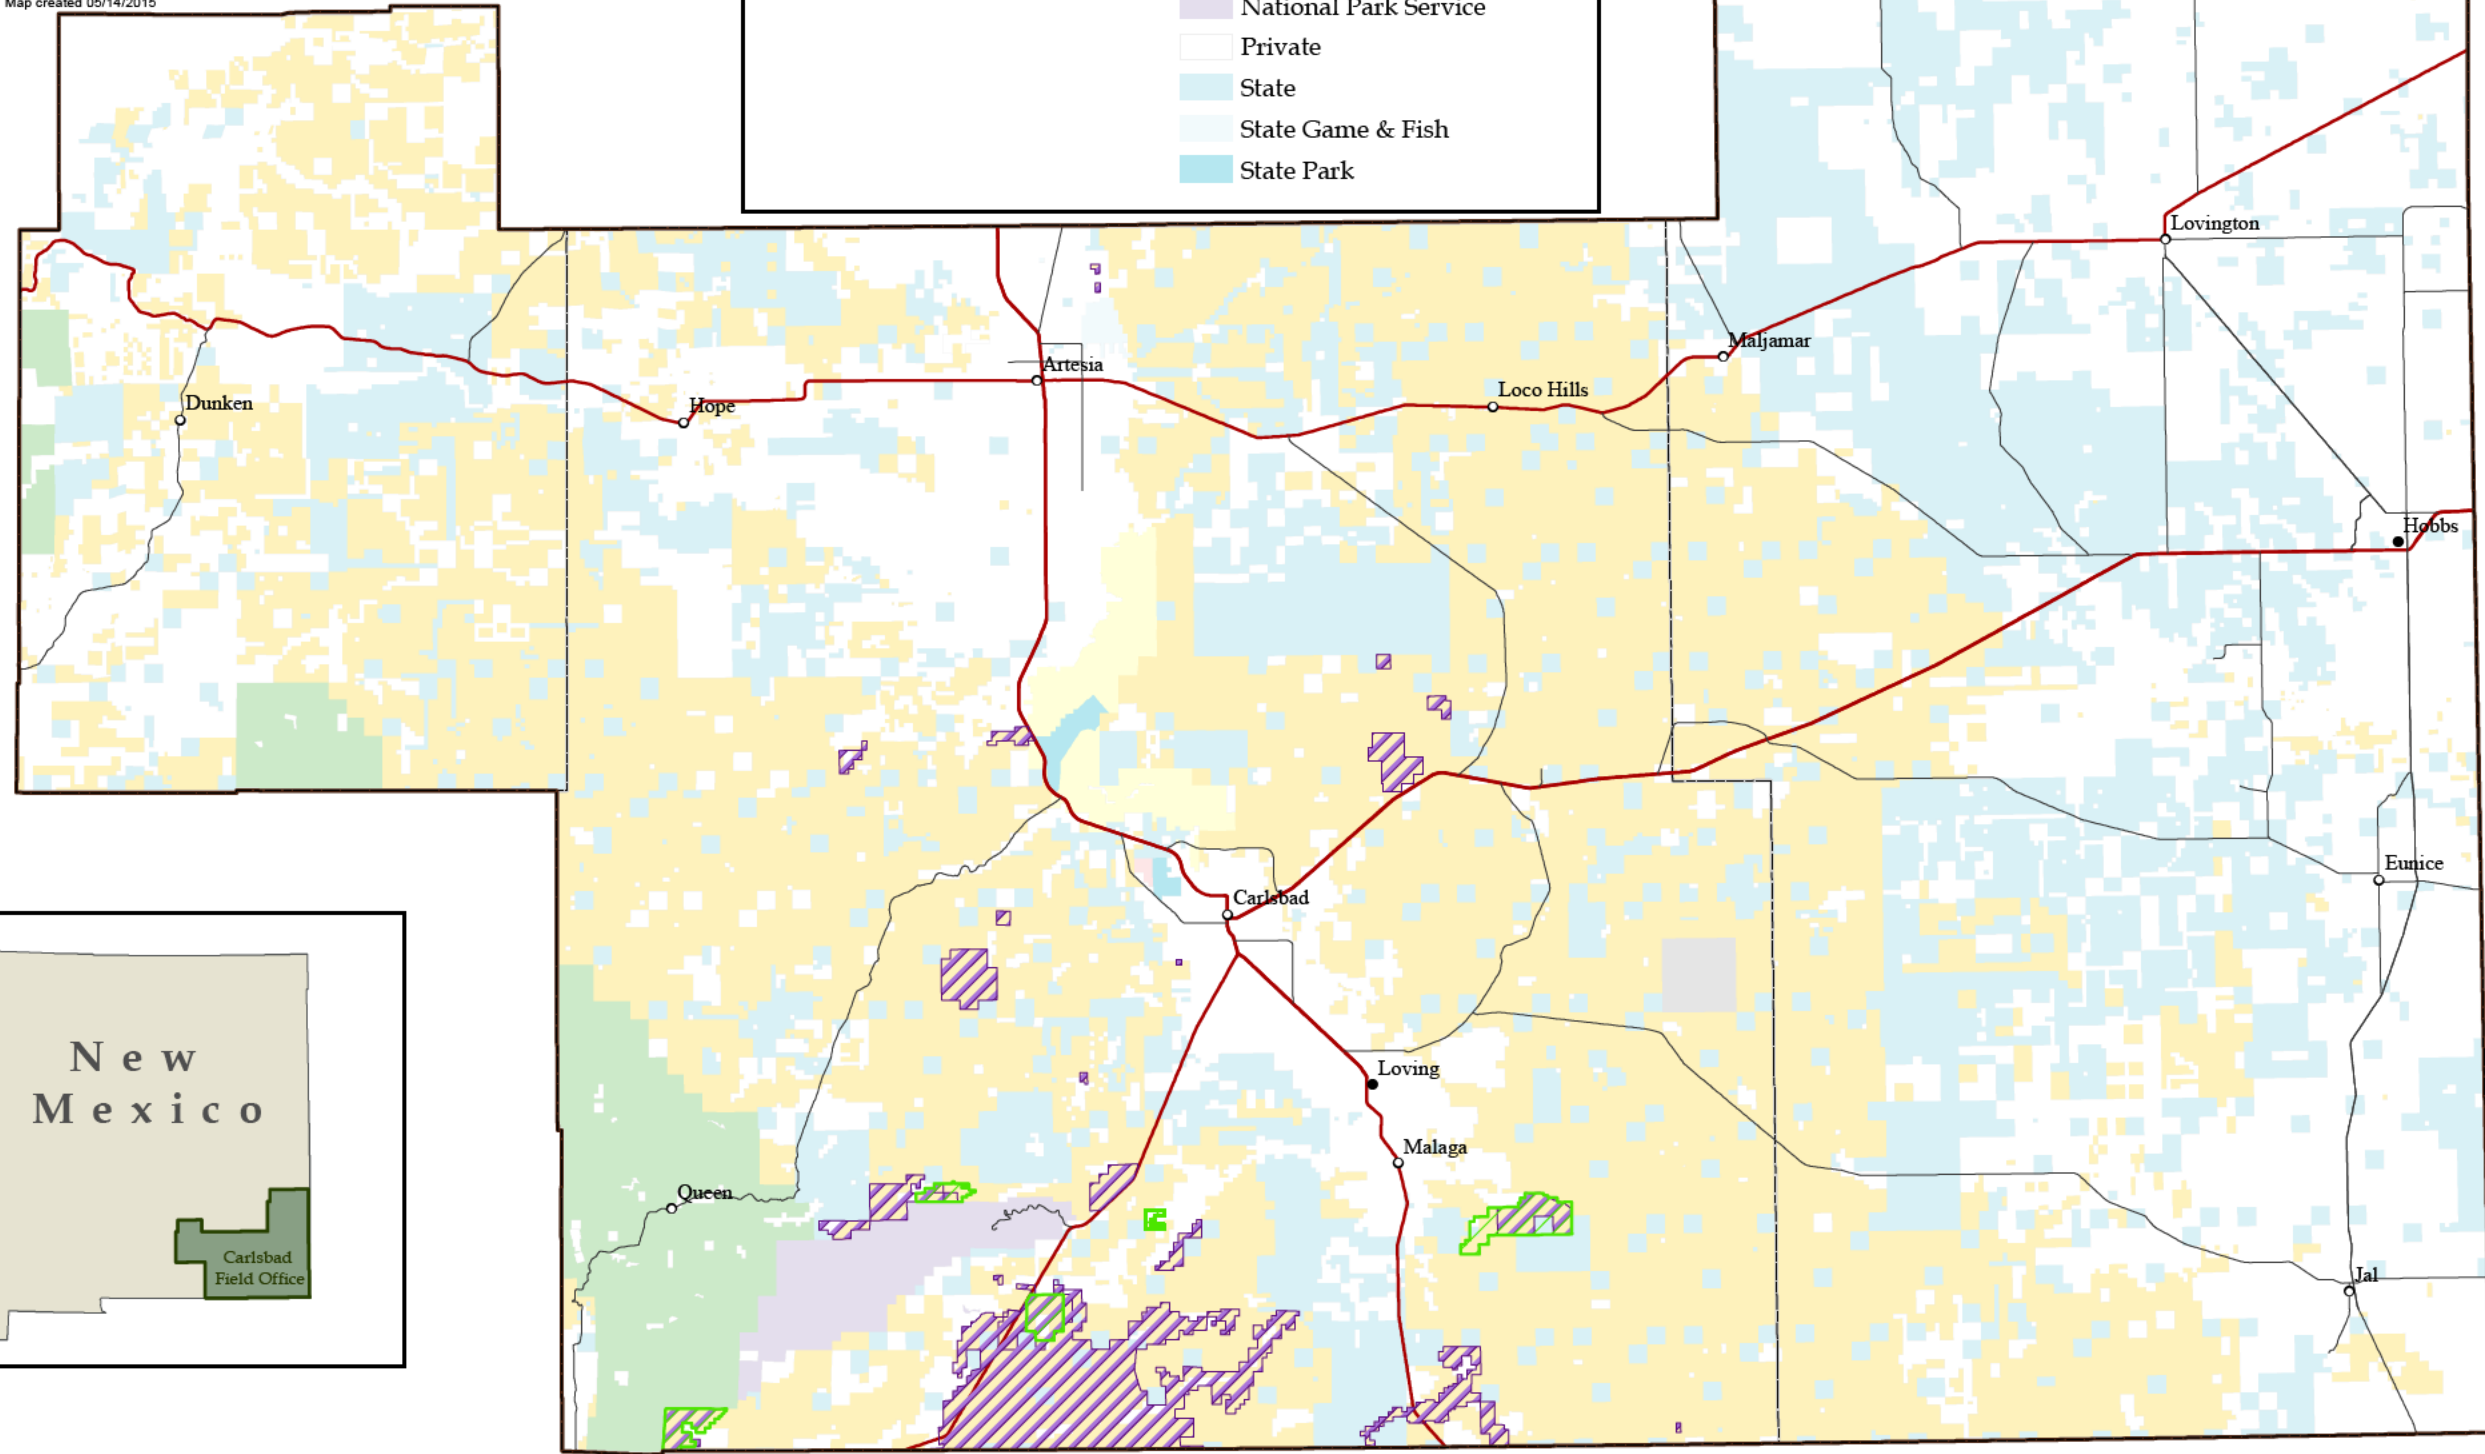 Map created 05/14/2015
National Park Service
Private
State
State Game & Fish
State Park
Lovington
Maljamar
Artesia
Loco Hills
Dunken
Hope
Hobbs
Eunice
Carlsbad
New
Mexico
Loving
Malaga
Queen
Carlsbad
Field Office
Jal